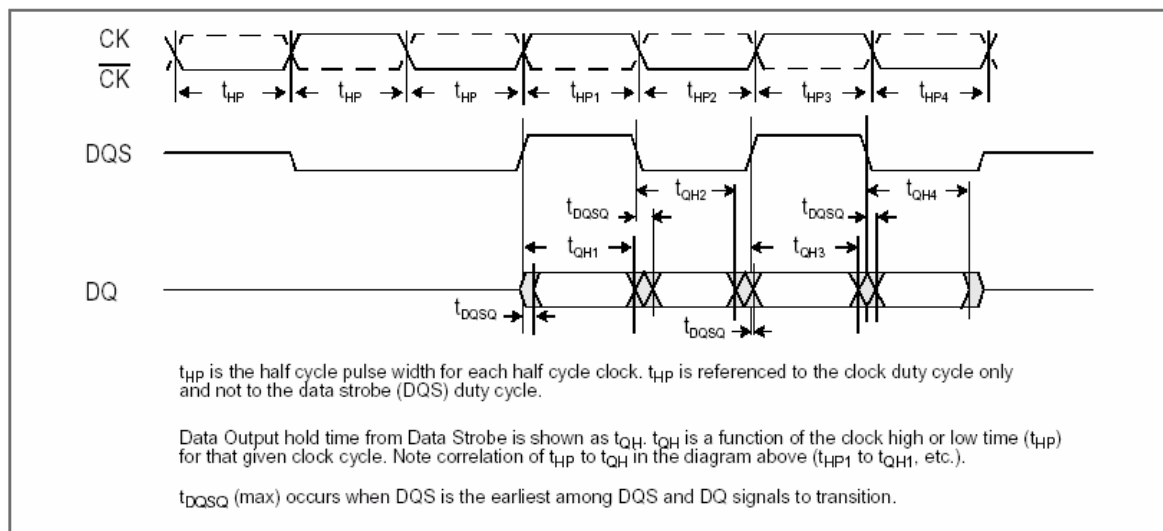 CK
CK
tHP tHP tHP tHP1 tHP2 tHP3 tHP4
DQS
tQH2 tQH4
tDQSQ tDQSQ
tQH1 tQH3
DQ
tDQSQ tDQSQ
tHP is the half cycle pulse width for each half cycle clock. tHP is referenced to the clock duty cycle only
and not to the data strobe (DQS) duty cycle.
Data Output hold time from Data Strobe is shown as tQH. tQH is a function of the clock high or low time (tHP)
for that given clock cycle. Note correlation of tHP to tQH in the diagram above (tHP1 to tQH1, etc.).
tDQSQ (max) occurs when DQS is the earliest among DQS and DQ signals to transition.